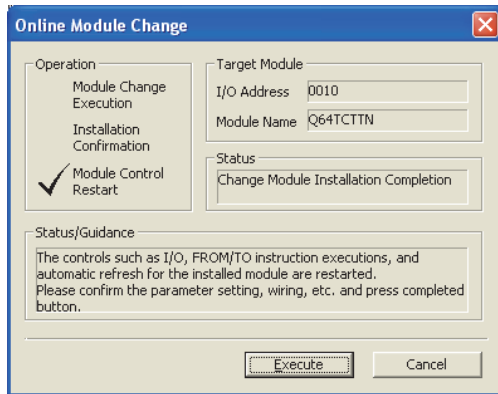 Online Module Change
Operation
Module Change
Execution
Installation
Confirmation
Module Control
Restart
Target Module
I/O Address 0010
Module Name Q64TCTTN
Status
Change Module Installation Completion
Status/Guidance
The controls such as I/O, FROM/TO instruction executions, and
automatic refresh for the installed module are restarted.
Please confirm the parameter setting, wiring, etc. and press completed
button.
Execute Cancel